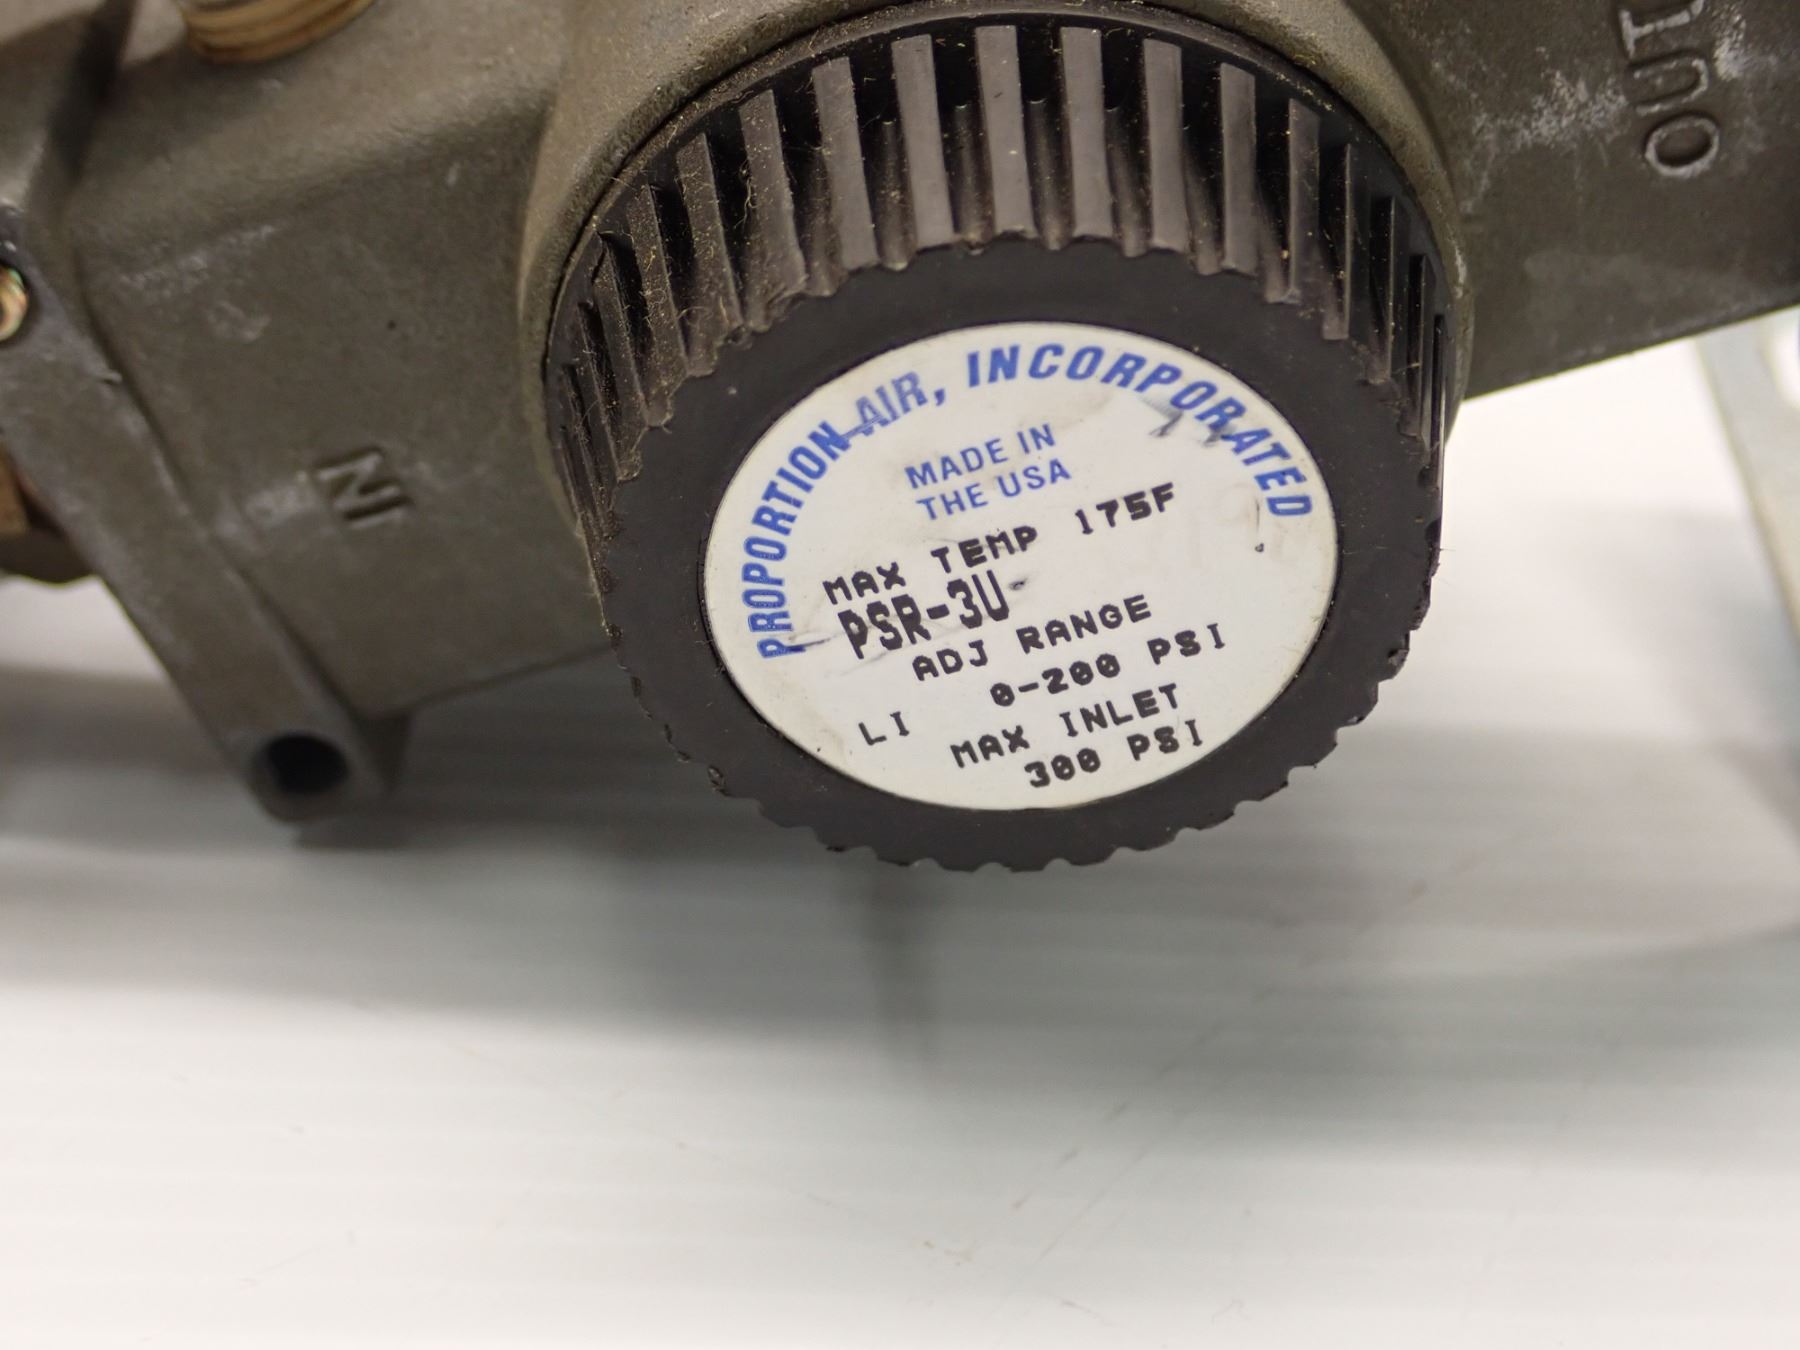 OUT
IN
PROPORTION-AIR, INCORPORATED
MADE IN
THE USA
MAX TEMP 175F
PSR-3U
ADJ RANGE
0-200 PSI
LI MAX INLET
300 PSI